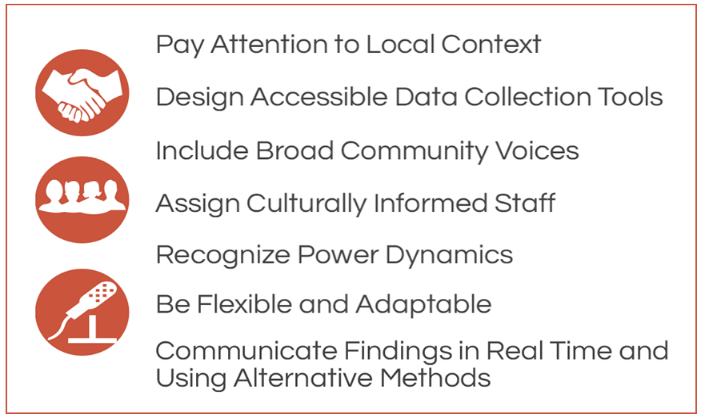 Pay Attention to Local Context
Design Accessible Data Collection Tools
Include Broad Community Voices
Assign Culturally Informed Staff
Recognize Power Dynamics
Be Flexible and Adaptable
Communicate Findings in Real Time and
Using Alternative Methods